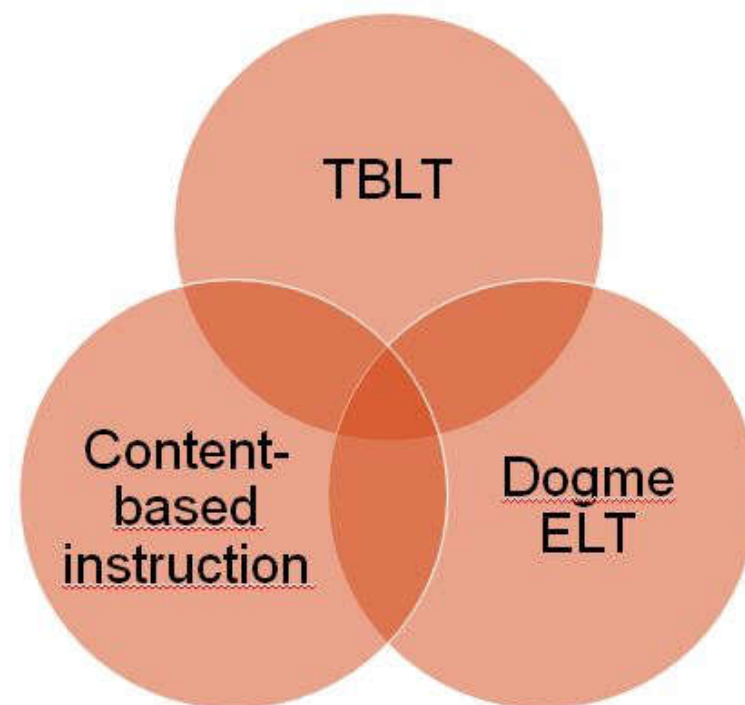 TBLT
Content-
based
instruction
Dogme
ELT